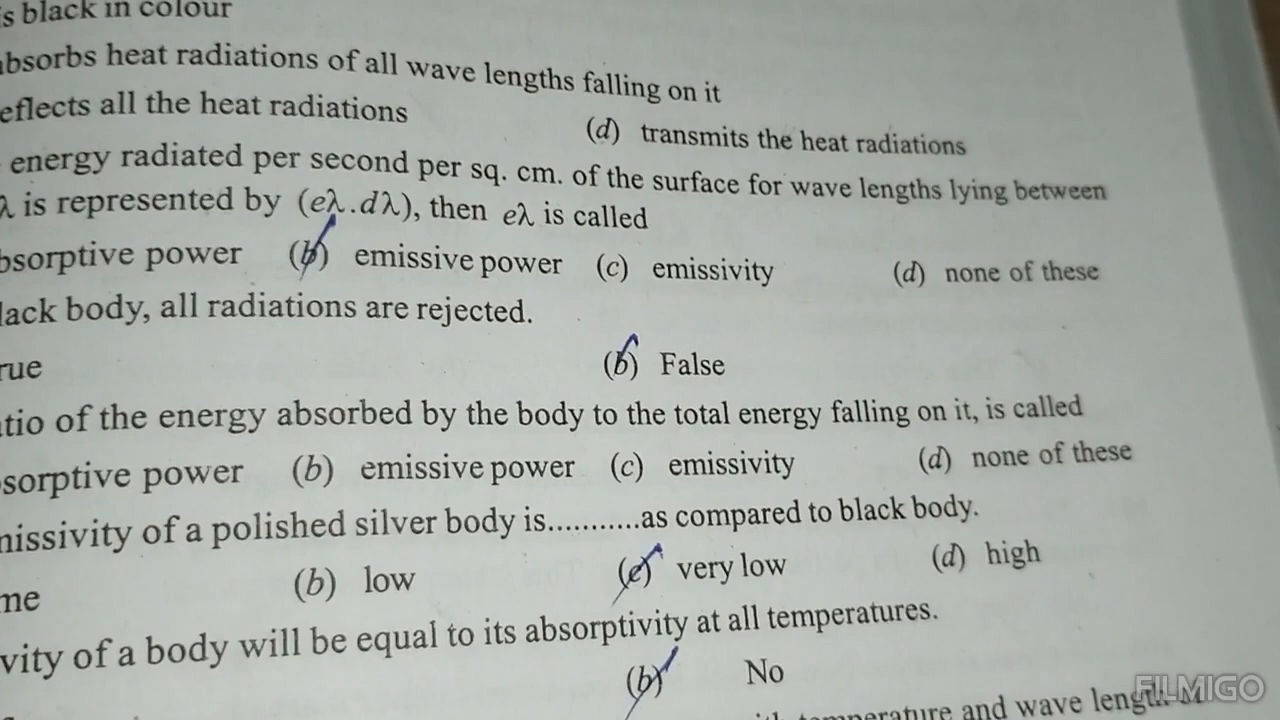 s black in colour
absorbs heat radiations of all wave lengths falling on it
eflects all the heat radiations (d) transmits the heat radiations
energy radiated per second per sq. cm. of the surface for wave lengths lying between
λ is represented by (eλ.dλ), then eλ is called
bsorptive power (b) emissive power (c) emissivity (d) none of these
lack body, all radiations are rejected.
rue (b) False
tio of the energy absorbed by the body to the total energy falling on it, is called
sorptive power (b) emissive power (c) emissivity (d) none of these
missivity of a polished silver body is...........as compared to black body.
me (b) low (c) very low (d) high
vity of a body will be equal to its absorptivity at all temperatures.
(b) No
temperature and wave length
FILMIGO